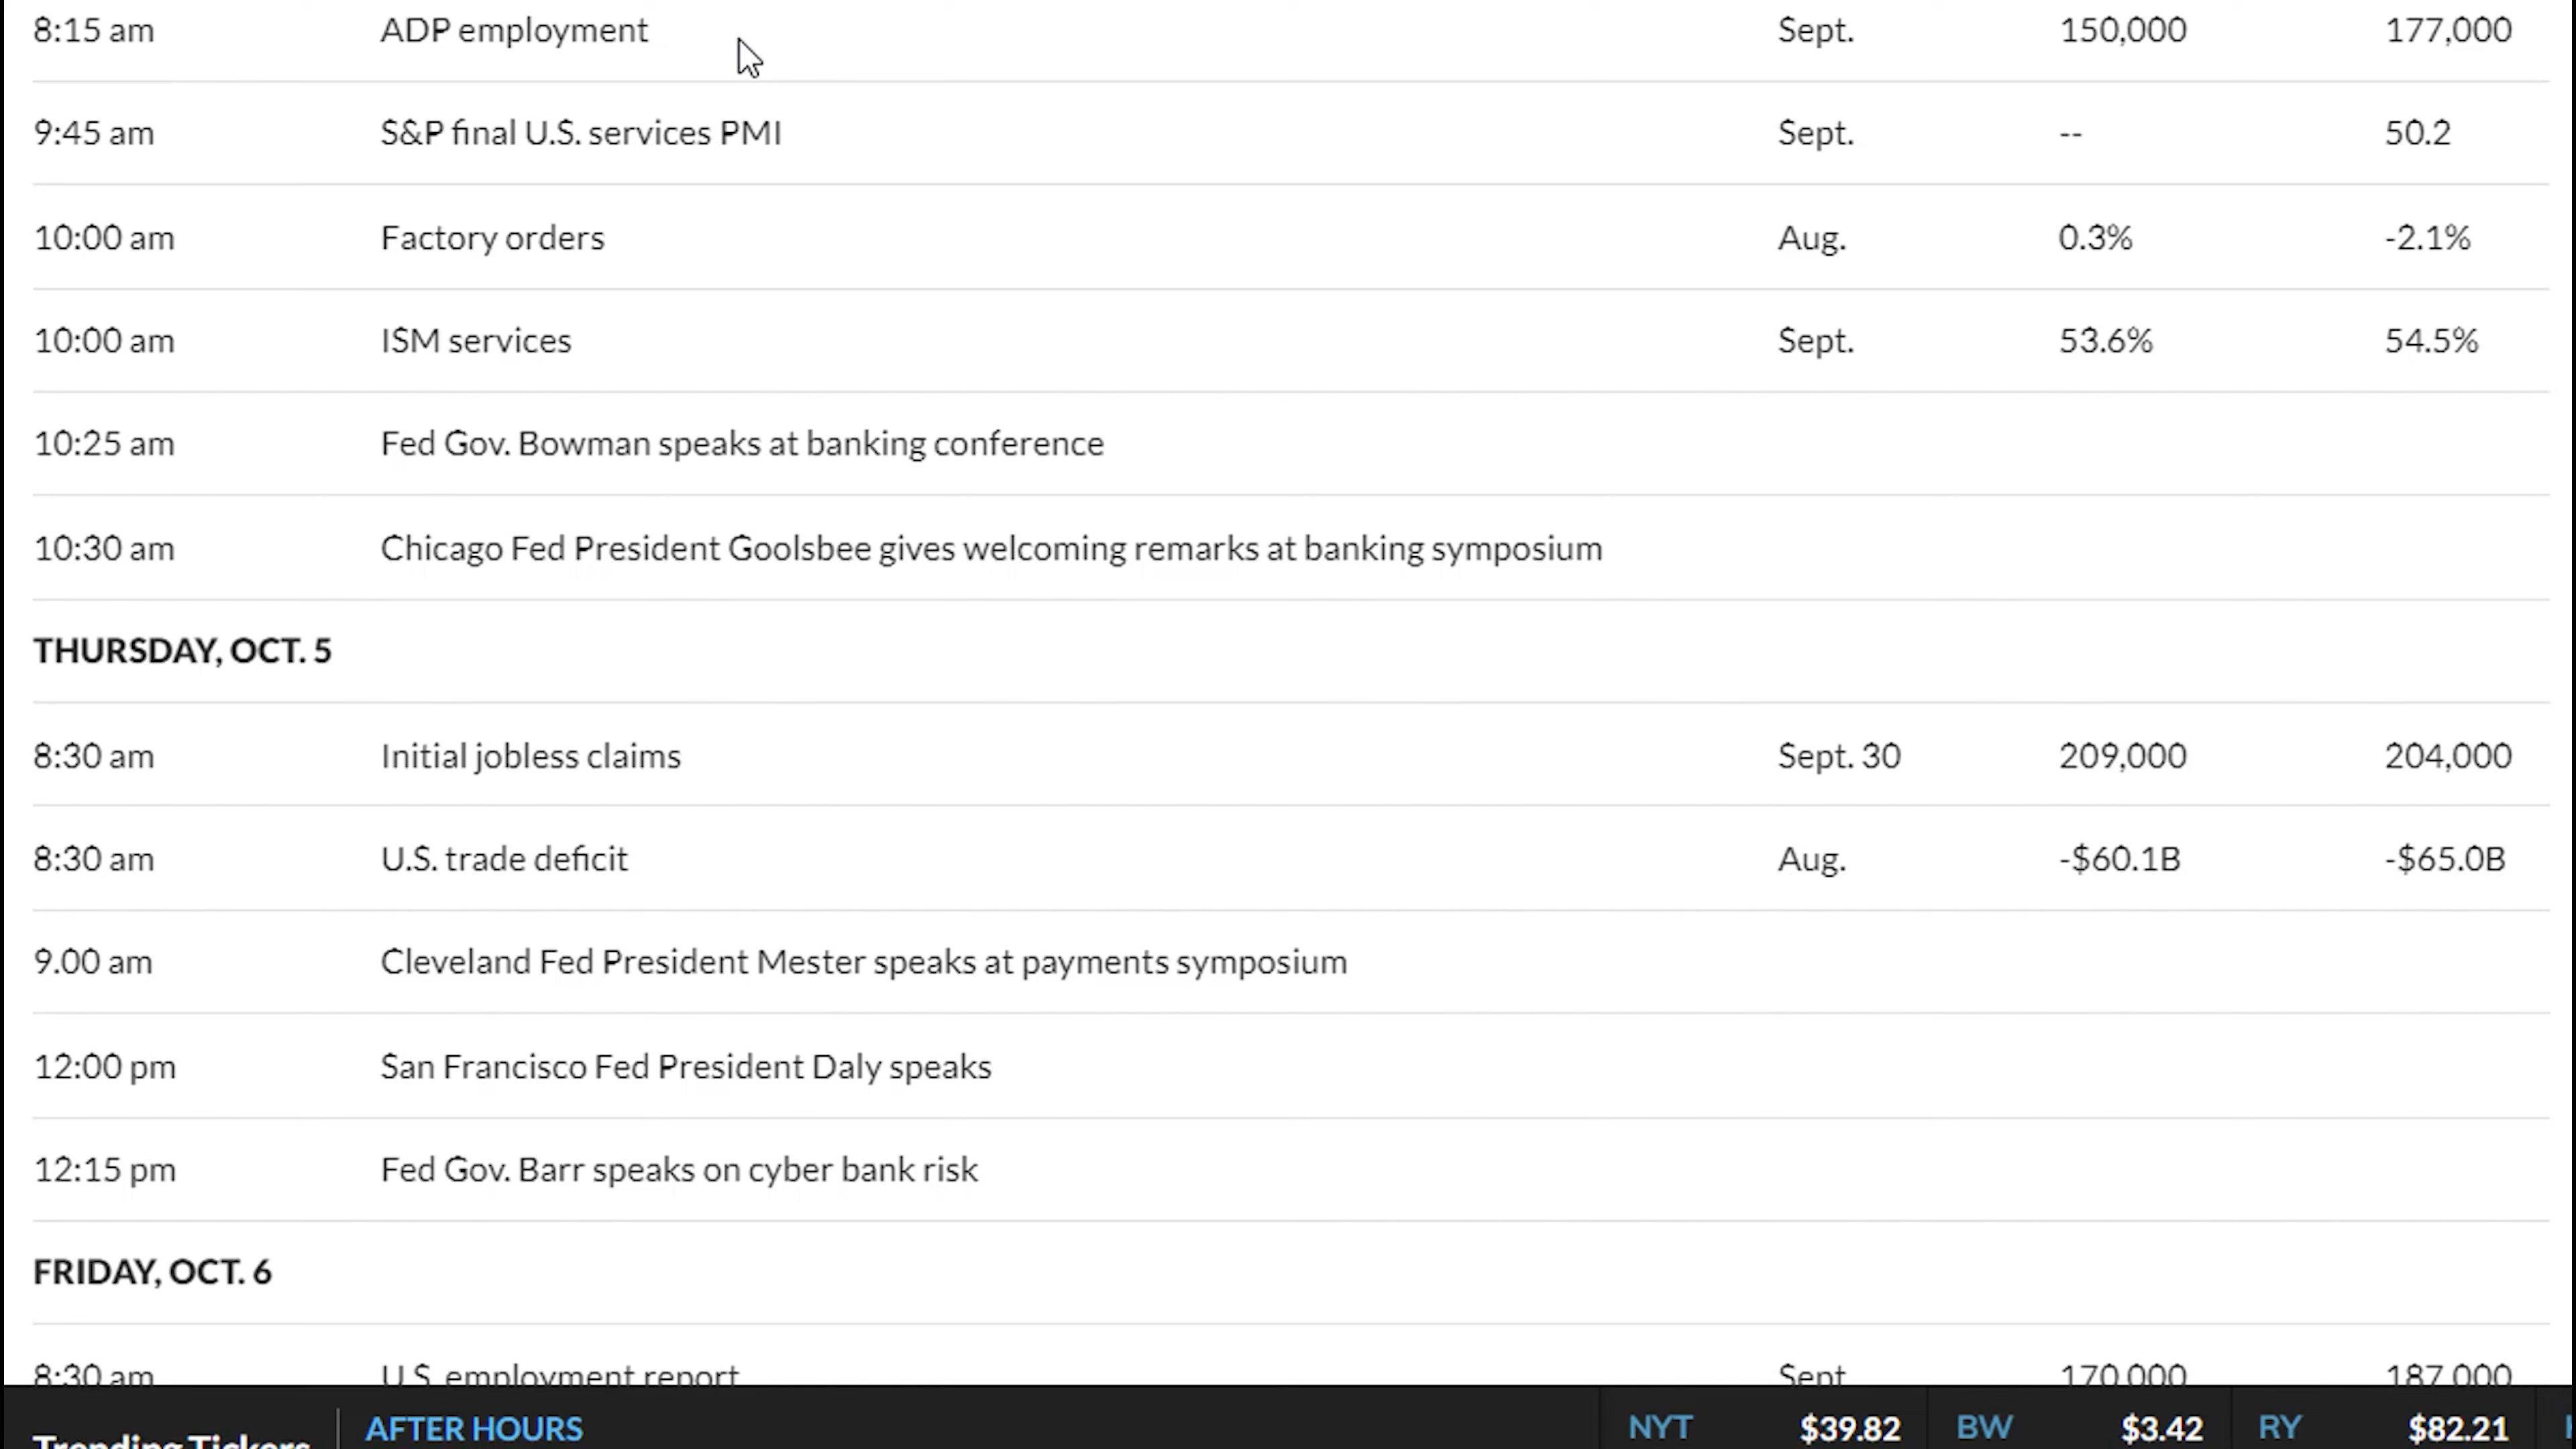 8:15 am ADP employment Sept. 150,000 177,000
9:45 am S&P final U.S. services PMI Sept. -- 50.2
10:00 am Factory orders Aug. 0.3% -2.1%
10:00 am ISM services Sept. 53.6% 54.5%
10:25 am Fed Gov. Bowman speaks at banking conference
10:30 am Chicago Fed President Goolsbee gives welcoming remarks at banking symposium
THURSDAY, OCT. 5
8:30 am Initial jobless claims Sept. 30 209,000 204,000
8:30 am U.S. trade deficit Aug. -$60.1B -$65.0B
9.00 am Cleveland Fed President Mester speaks at payments symposium
12:00 pm San Francisco Fed President Daly speaks
12:15 pm Fed Gov. Barr speaks on cyber bank risk
FRIDAY, OCT. 6
8:30 am U.S. employment report Sept. 170,000 187,000
Trending Tickers AFTER HOURS NYT $39.82 BW $3.42 RY $82.21